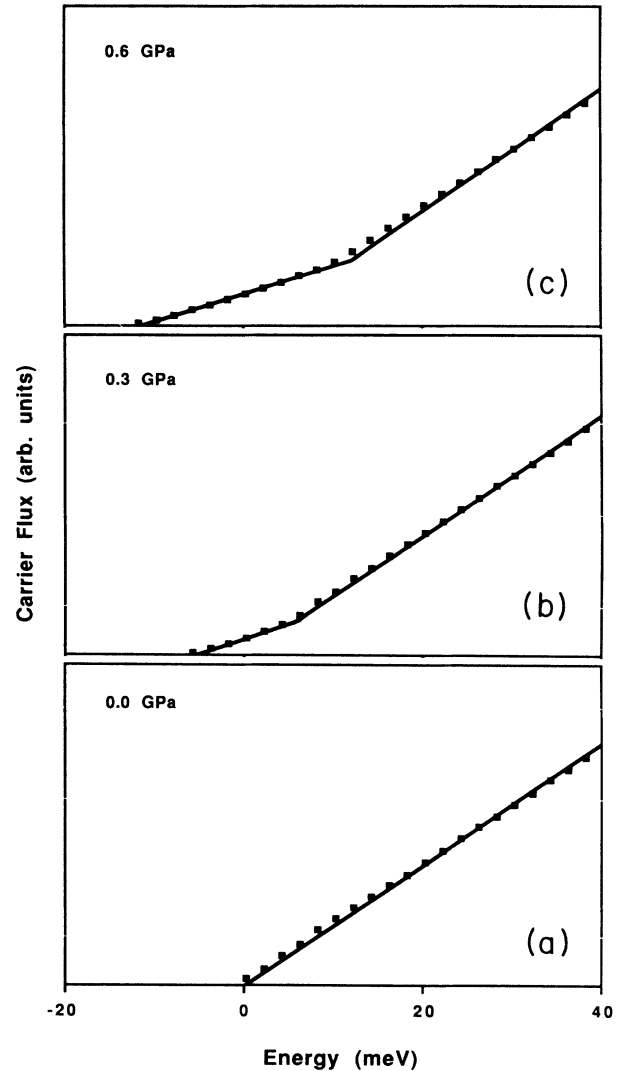 0.6 GPa
(c)
0.3 GPa
(b)
0.0 GPa
(a)
Carrier Flux (arb. units)
-20 0 20 40
Energy (meV)